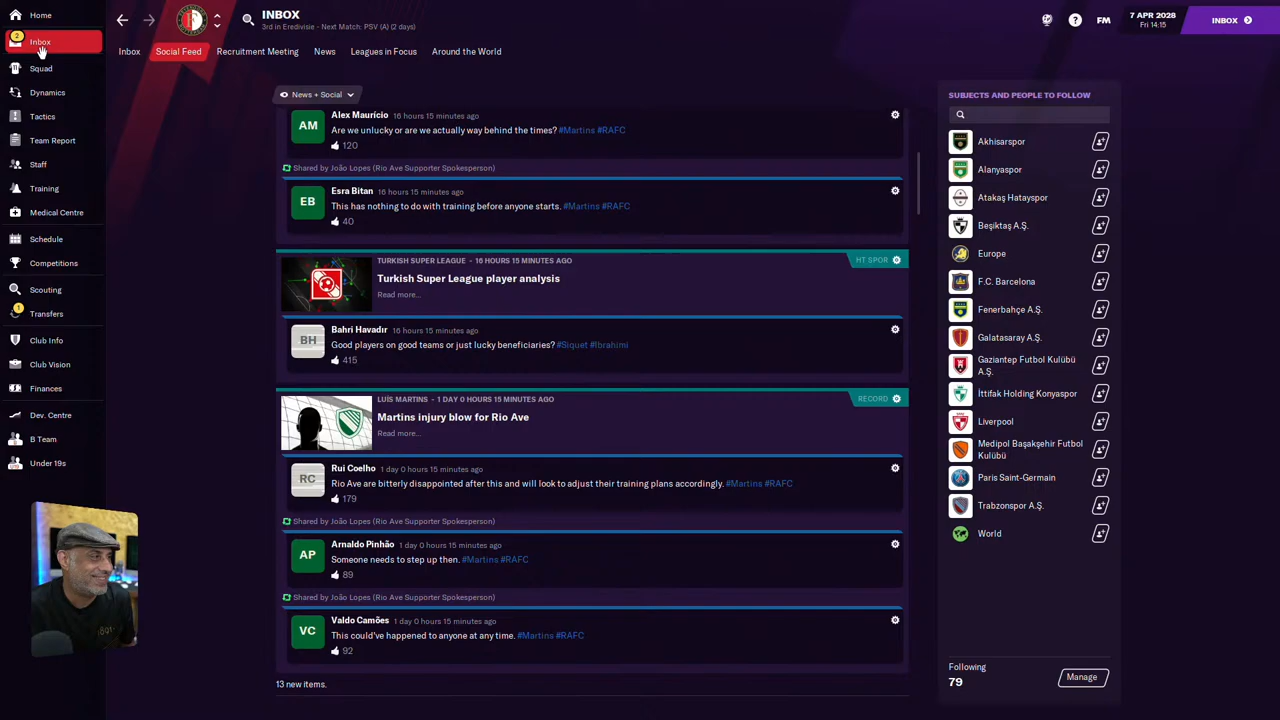 Home
2
Inbox
Squad
Dynamics
Tactics
Team Report
Staff
Training
Medical Centre
Schedule
Competitions
Scouting
1
Transfers
Club Info
Club Vision
Finances
Dev. Centre
B Team
Under 19s
INBOX
3rd in Eredivisie - Next Match: PSV (A) (2 days)
?
FM
7 APR 2028
Fri 14:15
INBOX
Inbox
Social Feed
Recruitment Meeting
News
Leagues in Focus
Around the World
News + Social
AM
Alex Maurício 16 hours 15 minutes ago
Are we unlucky or are we actually way behind the times? #Martins #RAFC
120
Shared by João Lopes (Rio Ave Supporter Spokesperson)
EB
Esra Bitan 16 hours 15 minutes ago
This has nothing to do with training before anyone starts. #Martins #RAFC
40
TURKISH SUPER LEAGUE - 16 HOURS 15 MINUTES AGO
HT SPOR
Turkish Super League player analysis
Read more...
BH
Bahri Havadır 16 hours 15 minutes ago
Good players on good teams or just lucky beneficiaries? #Siquet #Ibrahimi
415
LUÍS MARTINS - 1 DAY 0 HOURS 15 MINUTES AGO
RECORD
Martins injury blow for Rio Ave
Read more...
RC
Rui Coelho 1 day 0 hours 15 minutes ago
Rio Ave are bitterly disappointed after this and will look to adjust their training plans accordingly. #Martins #RAFC
179
Shared by João Lopes (Rio Ave Supporter Spokesperson)
AP
Arnaldo Pinhão 1 day 0 hours 15 minutes ago
Someone needs to step up then. #Martins #RAFC
89
Shared by João Lopes (Rio Ave Supporter Spokesperson)
VC
Valdo Camões 1 day 0 hours 15 minutes ago
This could've happened to anyone at any time. #Martins #RAFC
92
13 new items.
SUBJECTS AND PEOPLE TO FOLLOW
Akhisarspor
Alanyaspor
Atakaş Hatayspor
Beşiktaş A.Ş.
Europe
F.C. Barcelona
Fenerbahçe A.Ş.
Galatasaray A.Ş.
Gaziantep Futbol Kulübü
A.Ş.
İttifak Holding Konyaspor
Liverpool
Medipol Başakşehir Futbol
Kulübü
Paris Saint-Germain
Trabzonspor A.Ş.
World
Following
79
Manage